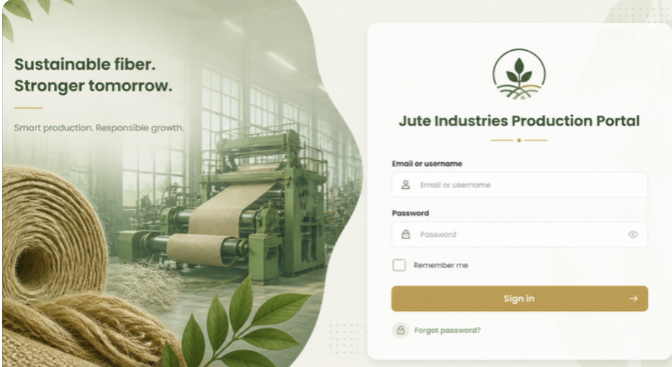 Sustainable fiber.
Stronger tomorrow.
Smart production. Responsible growth.
Jute Industries Production Portal
Email or username
Email or username
Password
Password
Remember me
Sign in
Forgot password?